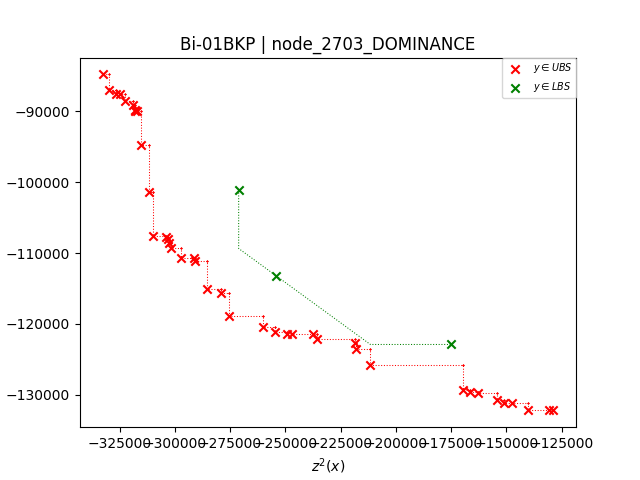 Bi-01BKP | node_2703_DOMINANCE
y ∈ UBS
y ∈ LBS
−90000
−100000
−110000
−120000
−130000
−325000 −300000 −275000 −250000 −225000 −200000 −175000 −150000 −125000
z²(x)